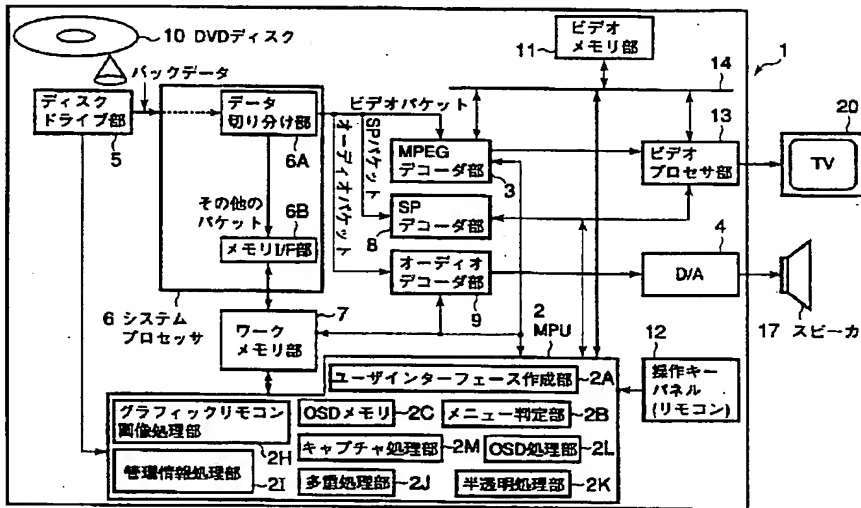 10 DVDディスク
パックデータ
ディスク
ドライブ部
5
データ
切り分け部
6A
その他の
パケット
6B
メモリI/F部
6 システム
プロセッサ
ビデオパケット
SPパケット
オーディオパケット
ビデオ
メモリ部
11
14
1
MPEG
デコーダ部
3
SP
デコーダ部
8
オーディオ
デコーダ部
9
13
ビデオ
プロセサ部
20
TV
4
D/A
17 スピーカ
7
ワーク
メモリ部
2
MPU
12
操作キー
パネル
(リモコン)
ユーザインターフェース作成部
2A
グラフィックリモコン
画像処理部
2H
OSDメモリ
2C
メニュー判定部
2B
キャプチャ処理部
2M
OSD処理部
2L
管理情報処理部
2I
多重処理部
2J
半透明処理部
2K